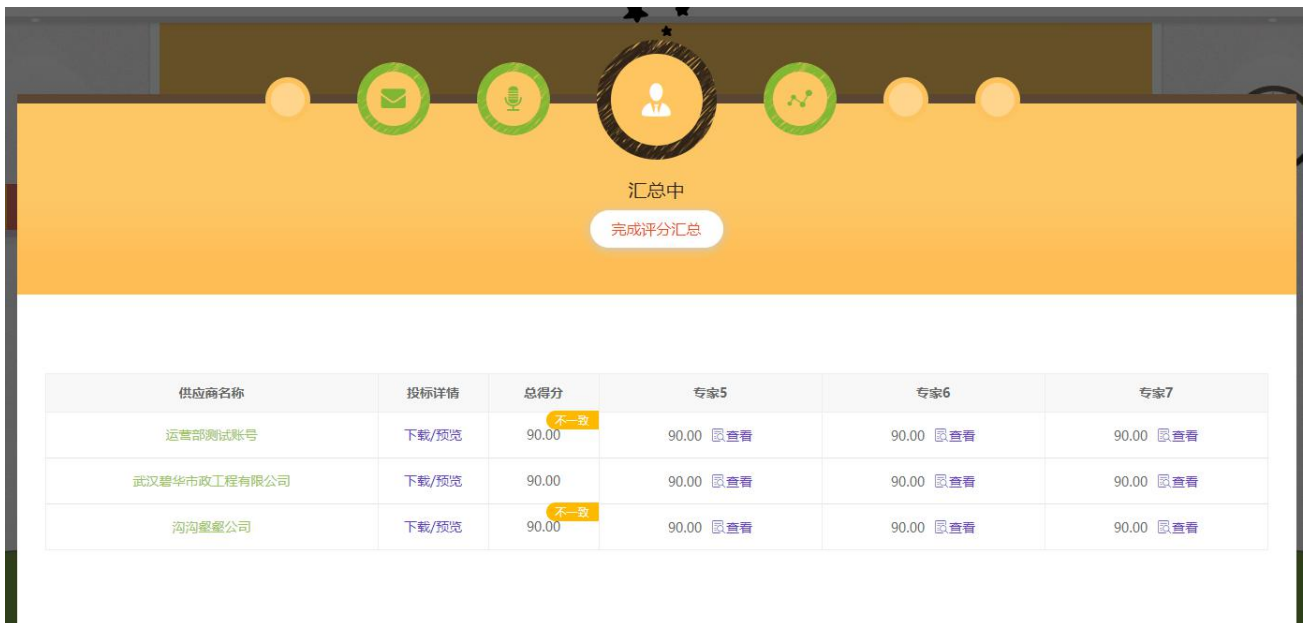 汇总中
完成评分汇总
供应商名称 投标详情 总得分 专家5 专家6 专家7
运营部测试账号 下载/预览 90.00 不一致 90.00 查看 90.00 查看 90.00 查看
武汉碧华市政工程有限公司 下载/预览 90.00 90.00 查看 90.00 查看 90.00 查看
沟沟壑壑公司 下载/预览 90.00 不一致 90.00 查看 90.00 查看 90.00 查看